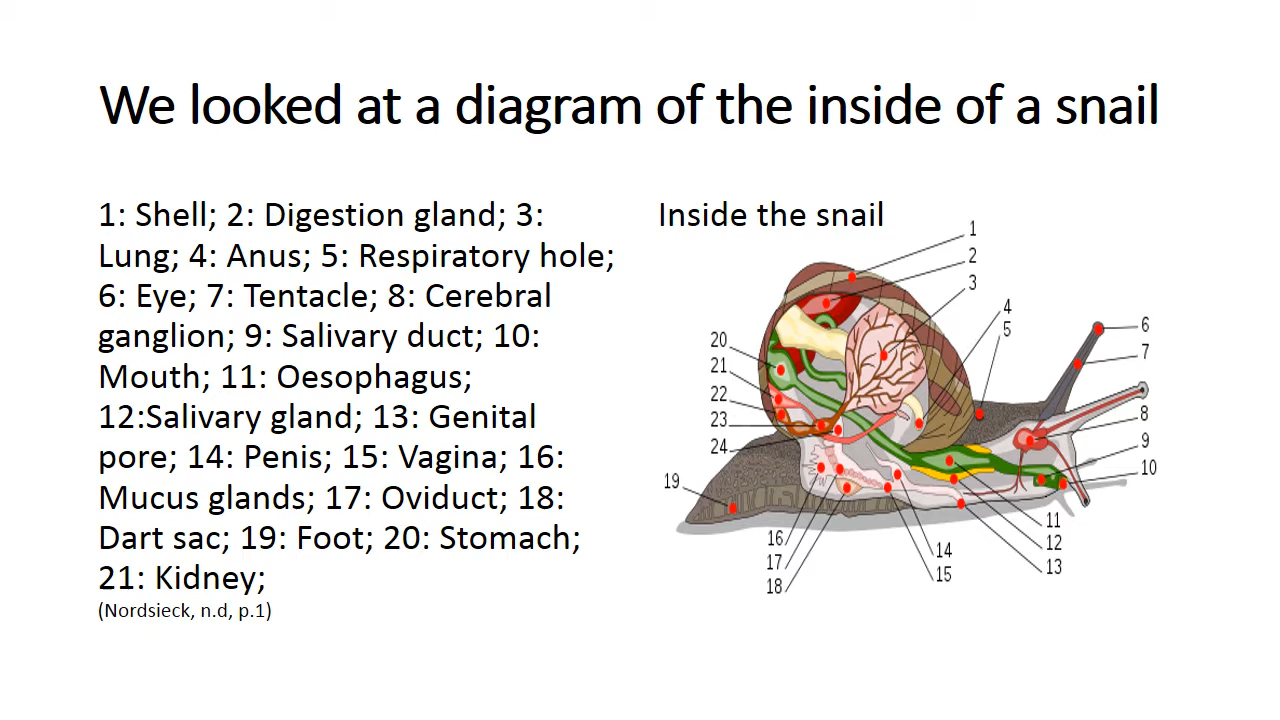 We looked at a diagram of the inside of a snail
1: Shell; 2: Digestion gland; 3:
Lung; 4: Anus; 5: Respiratory hole;
6: Eye; 7: Tentacle; 8: Cerebral
ganglion; 9: Salivary duct; 10:
Mouth; 11: Oesophagus;
12:Salivary gland; 13: Genital
pore; 14: Penis; 15: Vagina; 16:
Mucus glands; 17: Oviduct; 18:
Dart sac; 19: Foot; 20: Stomach;
21: Kidney;
(Nordsieck, n.d, p.1)
Inside the snail
1
2
3
4
5
6
7
8
9
10
11
12
13
14
15
16
17
18
19
20
21
22
23
24